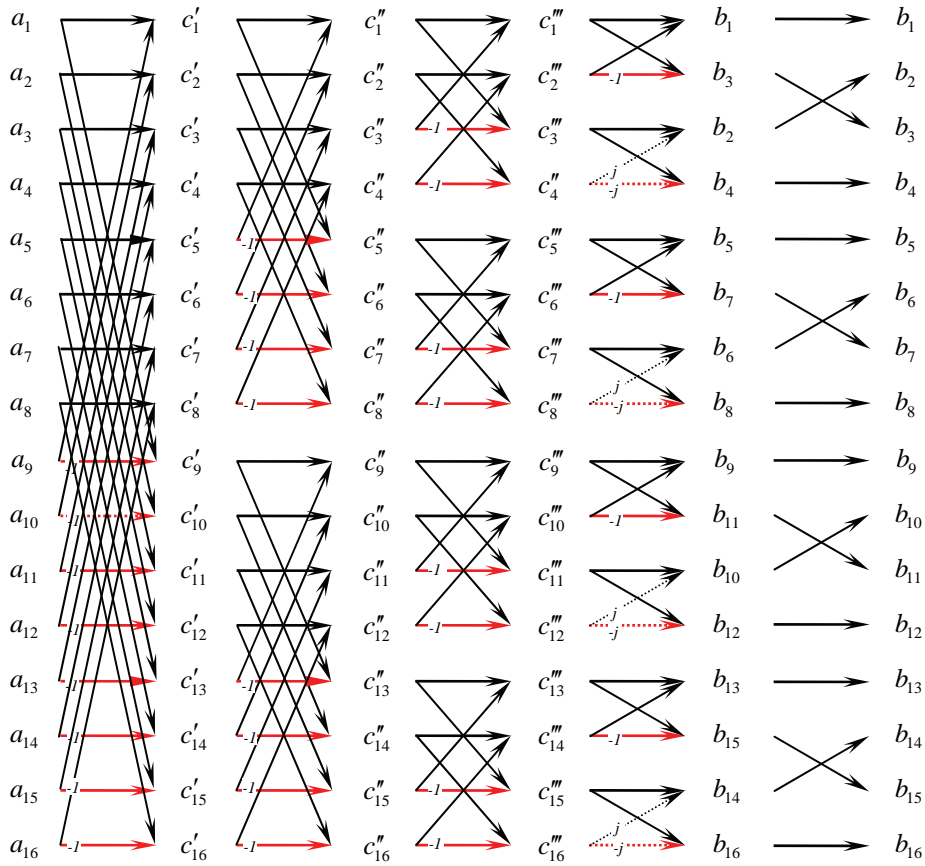 a₁ c′₁ c″₁ c‴₁ b₁ b₁
a₂ c′₂ c″₂ c‴₂ -1 b₃ b₂
a₃ c′₃ c″₃ -1 c‴₃ b₂ b₃
j
a₄ c′₄ c″₄ -1 c″₄ -j b₄ b₄
a₅ c′₅ -1 c″₅ c‴₅ b₅ b₅
a₆ c′₆ -1 c″₆ c‴₆ -1 b₇ b₆
a₇ c′₇ -1 c″₇ -1 c‴₇ b₆ b₇
j
a₈ c′₈ -1 c″₈ -1 c‴₈ -j b₈ b₈
a₉ -1 c′₉ c″₉ c‴₉ b₉ b₉
a₁₀ -1 c′₁₀ c″₁₀ c‴₁₀ -1 b₁₁ b₁₀
a₁₁ -1 c′₁₁ c″₁₁ -1 c‴₁₁ b₁₀ b₁₁
j
a₁₂ -1 c′₁₂ c″₁₂ -1 c‴₁₂ -j b₁₂ b₁₂
a₁₃ -1 c′₁₃ -1 c″₁₃ c‴₁₃ b₁₃ b₁₃
a₁₄ -1 c′₁₄ -1 c″₁₄ c‴₁₄ -1 b₁₅ b₁₄
a₁₅ -1 c′₁₅ -1 c″₁₅ -1 c‴₁₅ b₁₄ b₁₅
j
a₁₆ -1 c′₁₆ -1 c″₁₆ -1 c‴₁₆ -j b₁₆ b₁₆